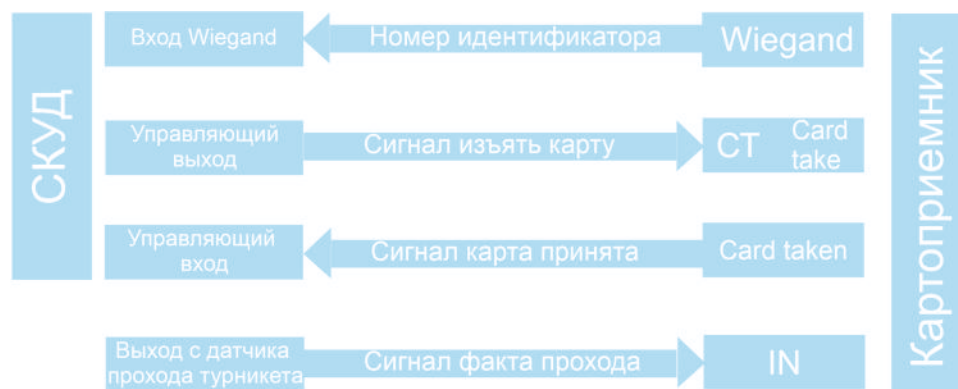 СКУД
Вход Wiegand
Номер идентификатора
Wiegand
Управляющий
выход
Сигнал изъять карту
CT Card
take
Управляющий
вход
Сигнал карта принята
Card taken
Выход с датчика
прохода турникета
Сигнал факта прохода
IN
Картоприемник